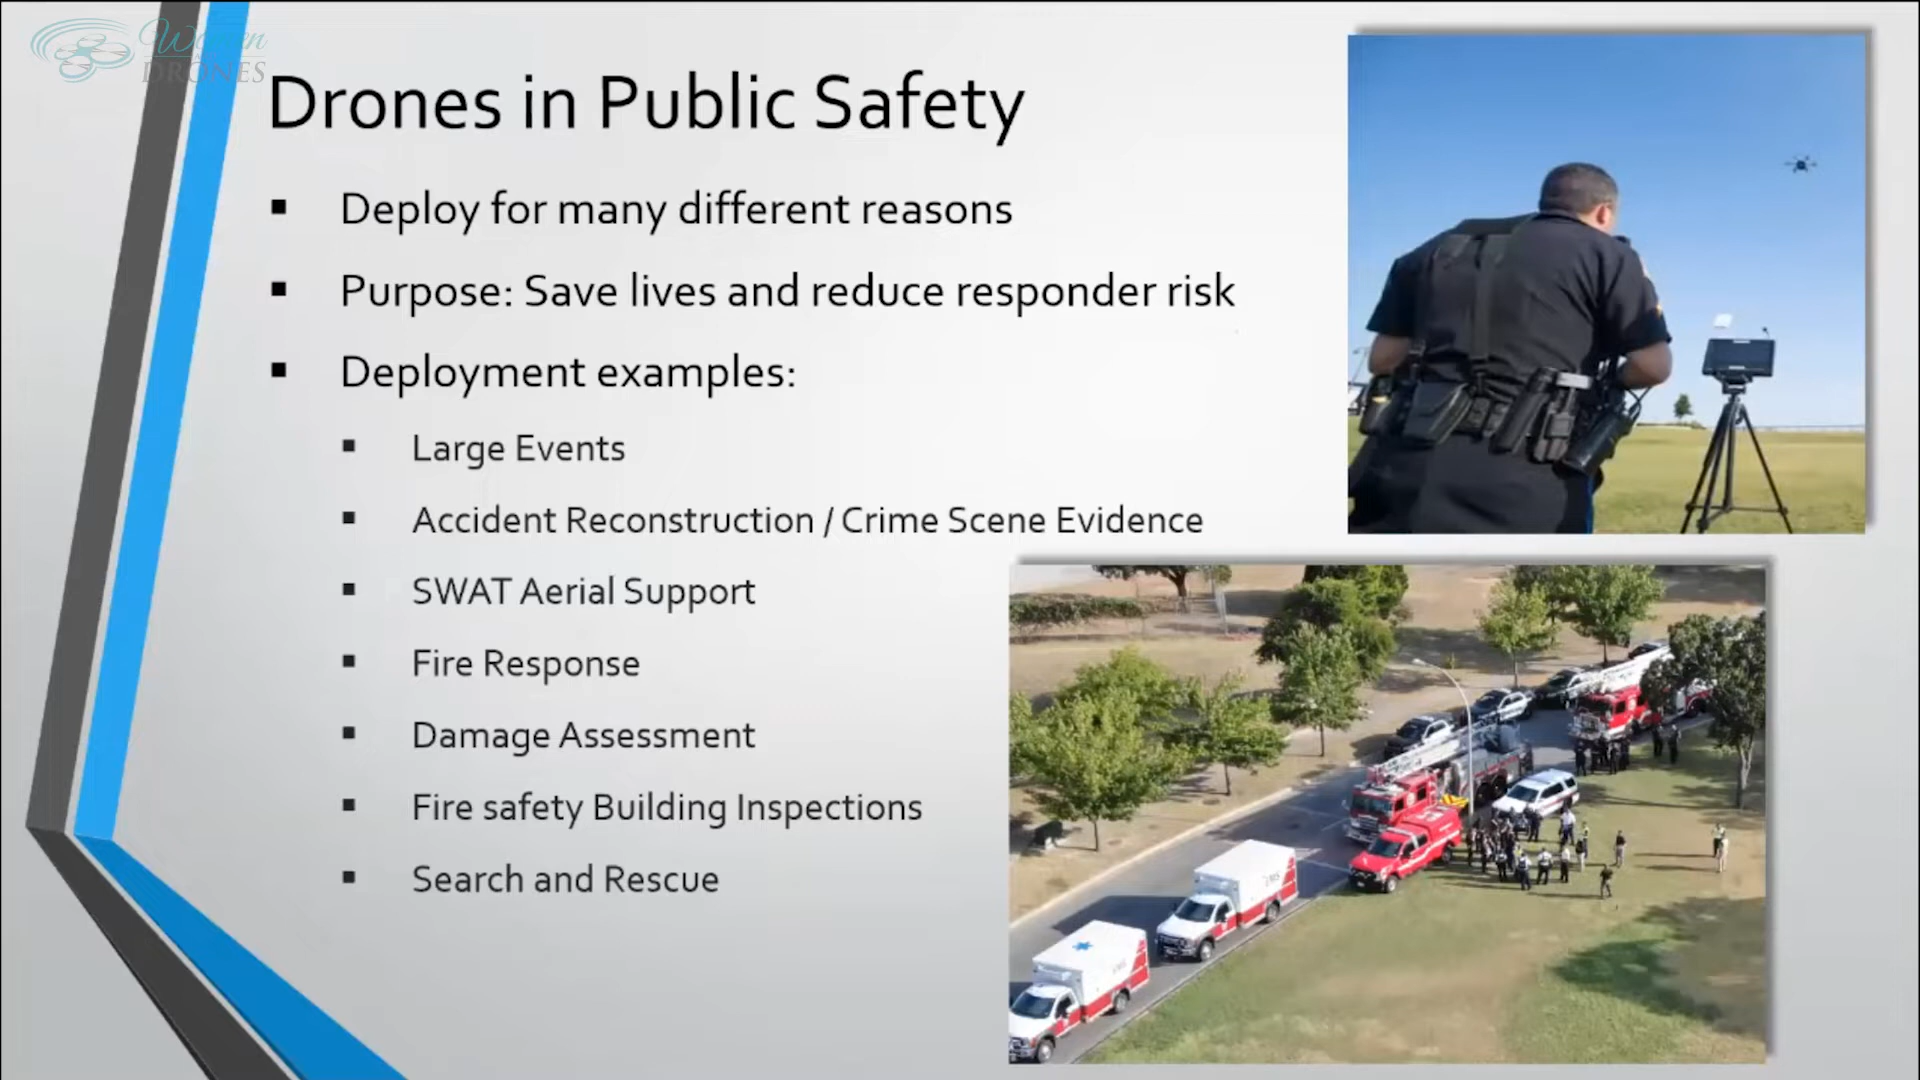 Women
DRONES
Drones in Public Safety
▪ Deploy for many different reasons
▪ Purpose: Save lives and reduce responder risk
▪ Deployment examples:
▪ Large Events
▪ Accident Reconstruction / Crime Scene Evidence
▪ SWAT Aerial Support
▪ Fire Response
▪ Damage Assessment
▪ Fire safety Building Inspections
▪ Search and Rescue